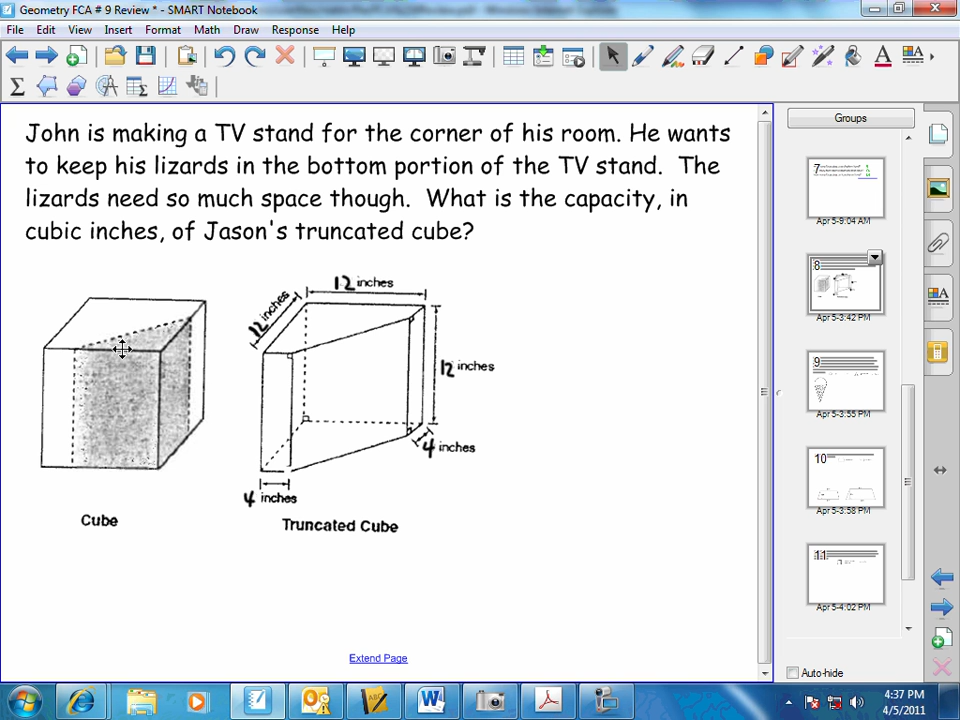 Geometry FCA # 9 Review * - SMART Notebook
File Edit View Insert Format Math Draw Response Help
John is making a TV stand for the corner of his room. He wants
to keep his lizards in the bottom portion of the TV stand. The
lizards need so much space though. What is the capacity, in
cubic inches, of Jason's truncated cube?
12 inches
12 inches
12 inches
4 inches
4 inches
Cube
Truncated Cube
Extend Page
Groups
7
Apr 5-9:04 AM
8
Apr 5-3:42 PM
9
Apr 5-3:55 PM
10
Apr 5-3:58 PM
11
Apr 5-4:02 PM
Auto-hide
4:37 PM
4/5/2011